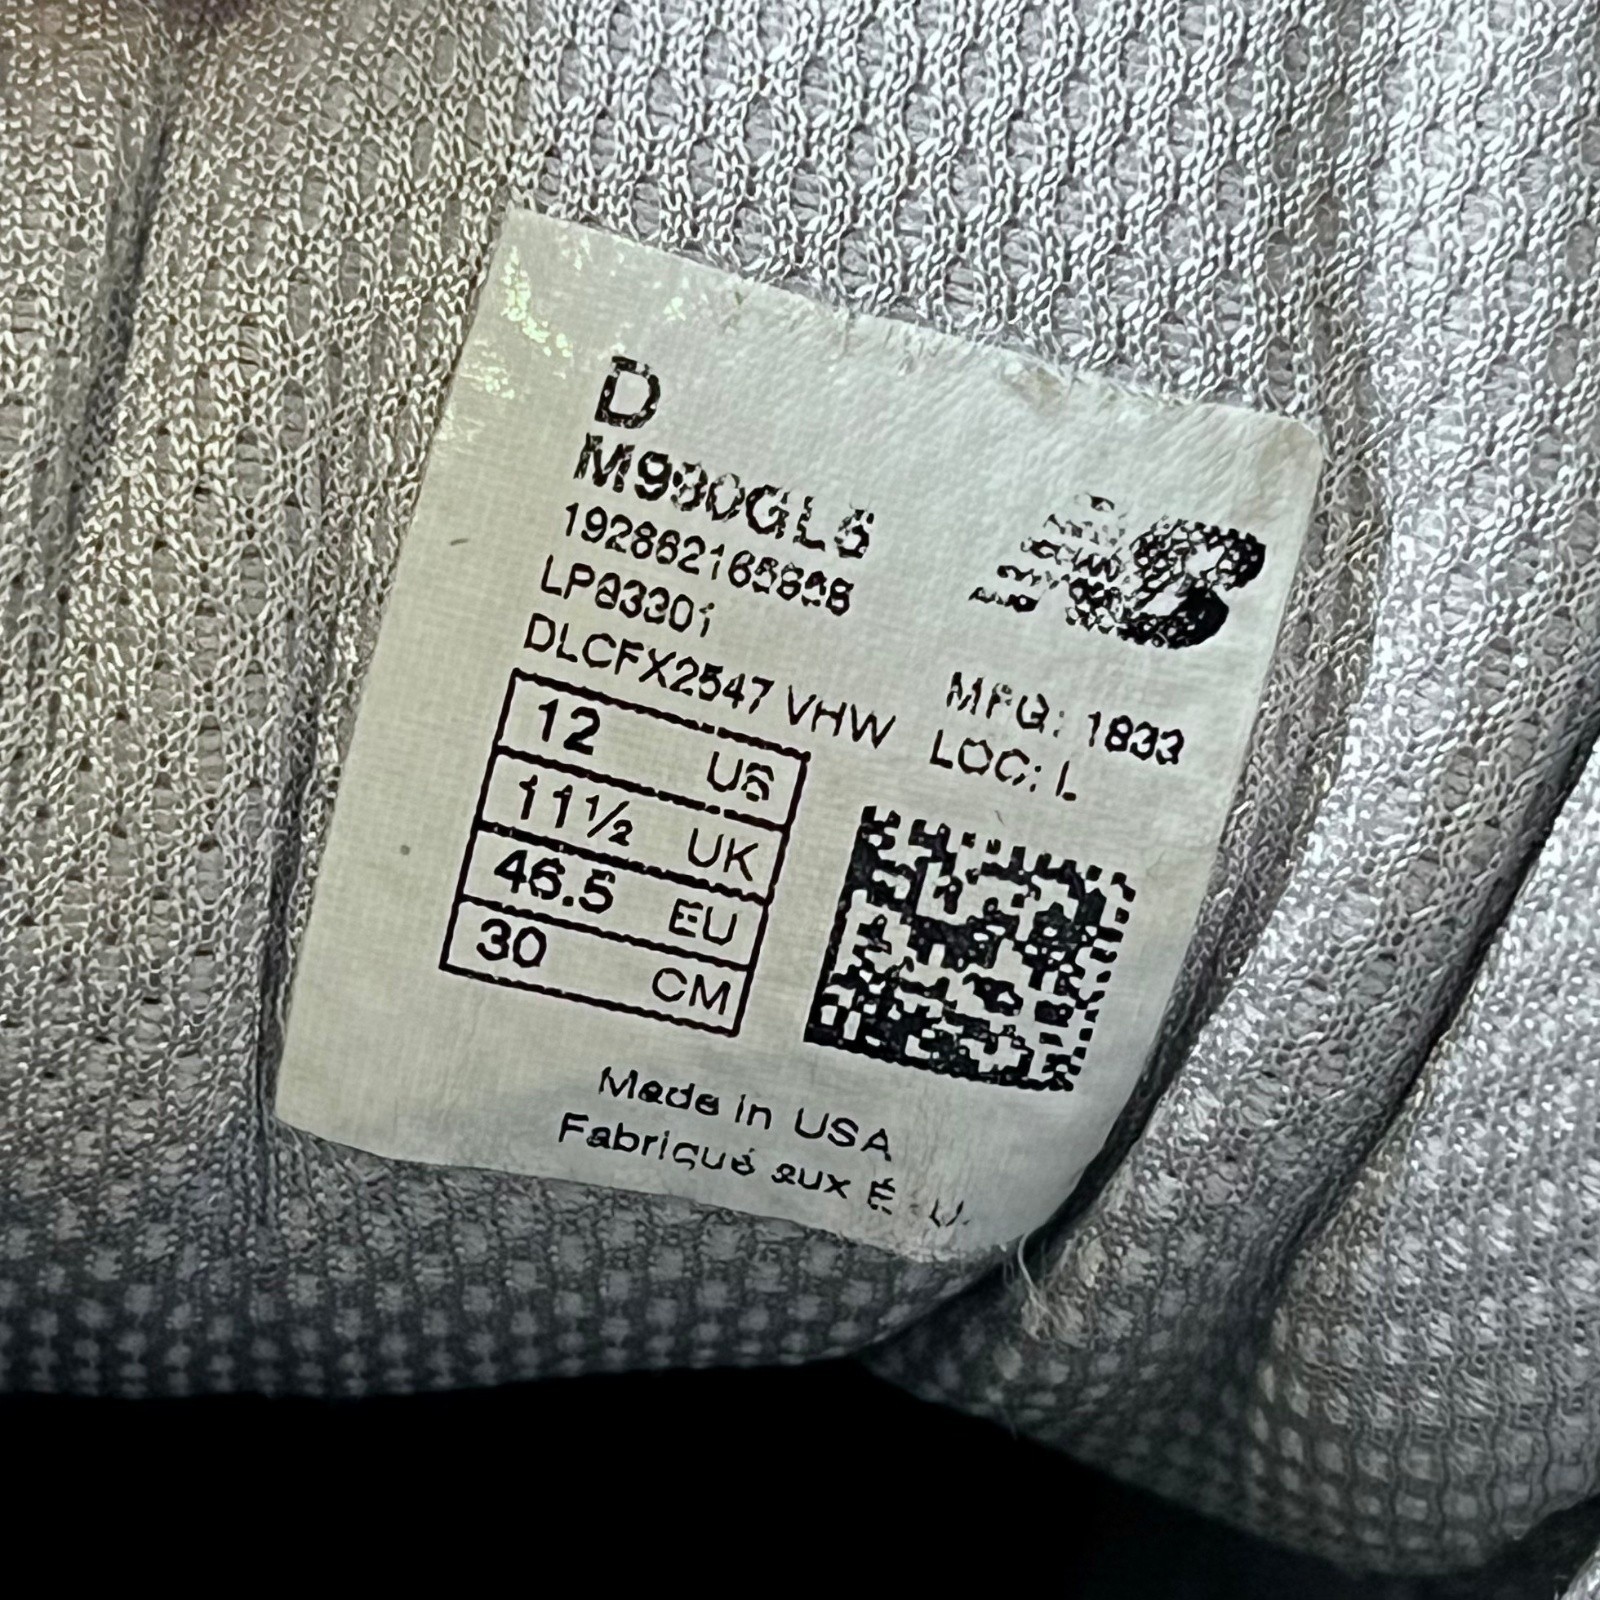 D
M990GL5
LP83301
DLCFX2547 VHW
MFG: 1833
LOC: L
12 US
11½ UK
46.5 EU
30 CM
Made in USA
Fabriqué aux É.-U.